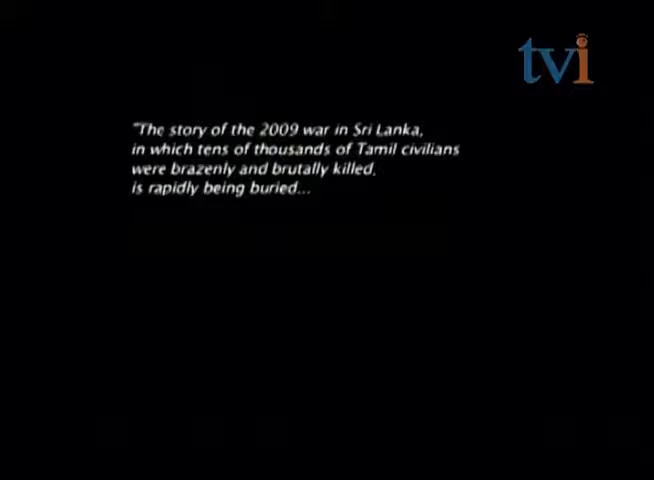 tvi
"The story of the 2009 war in Sri Lanka,
in which tens of thousands of Tamil civilians
were brazenly and brutally killed,
is rapidly being buried...